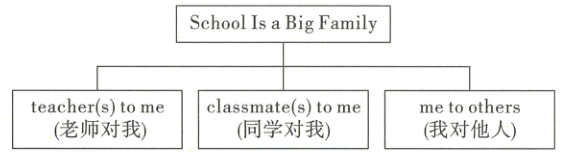 School Is a Big Family
teacher(s) to me
(老师对我)
classmate(s) to me
(同学对我)
me to others
(我对他人)